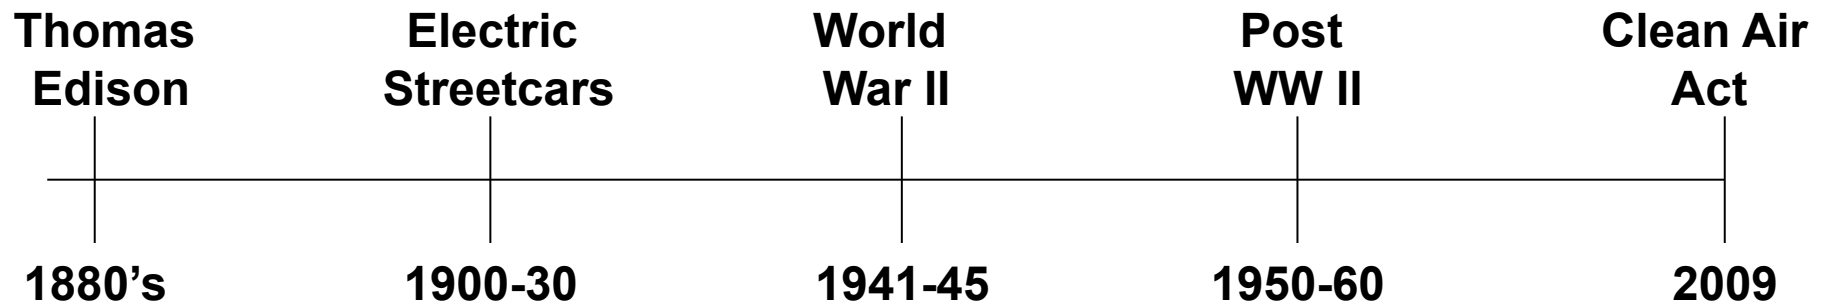 Thomas
Edison
Electric
Streetcars
World
War II
Post
WW II
Clean Air
Act
1880’s
1900-30
1941-45
1950-60
2009